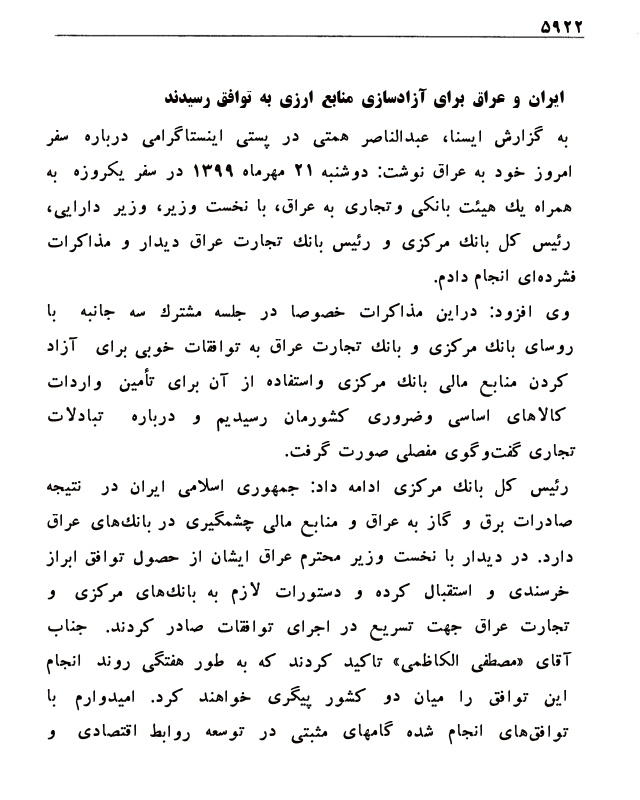 ۵۹۲۲
ایران و عراق برای آزادسازی منابع ارزی به توافق رسیدند
به گزارش ایسنا، عبدالناصر همتی در پستی اینستاگرامی درباره سفر
امروز خود به عراق نوشت: دوشنبه ۲۱ مهرماه ۱۳۹۹ در سفر یکروزه به
همراه یك هیئت بانکی وتجاری به عراق، با نخست وزیر، وزیر دارایی،
رئیس کل بانك مرکزی و رئیس بانك تجارت عراق دیدار و مذاکرات
فشرده‌ای انجام دادم.
وی افزود: دراین مذاکرات خصوصا در جلسه مشترك سه جانبه با
روسای بانك مرکزی و بانك تجارت عراق به توافقات خوبی برای آزاد
کردن منابع مالی بانك مرکزی واستفاده از آن برای تأمین واردات
کالاهای اساسی وضروری کشورمان رسیدیم و درباره تبادلات
تجاری گفت‌وگوی مفصلی صورت گرفت.
رئیس کل بانك مرکزی ادامه داد: جمهوری اسلامی ایران در نتیجه
صادرات برق و گاز به عراق و منابع مالی چشمگیری در بانك‌های عراق
دارد. در دیدار با نخست وزیر محترم عراق ایشان از حصول توافق ابراز
خرسندی و استقبال کرده و دستورات لازم به بانك‌های مرکزی و
تجارت عراق جهت تسریع در اجرای توافقات صادر کردند. جناب
آقای «مصطفی الکاظمی» تاکید کردند که به طور هفتگی روند انجام
این توافق را میان دو کشور پیگری خواهند کرد. امیدوارم با
توافق‌های انجام شده گامهای مثبتی در توسعه روابط اقتصادی و